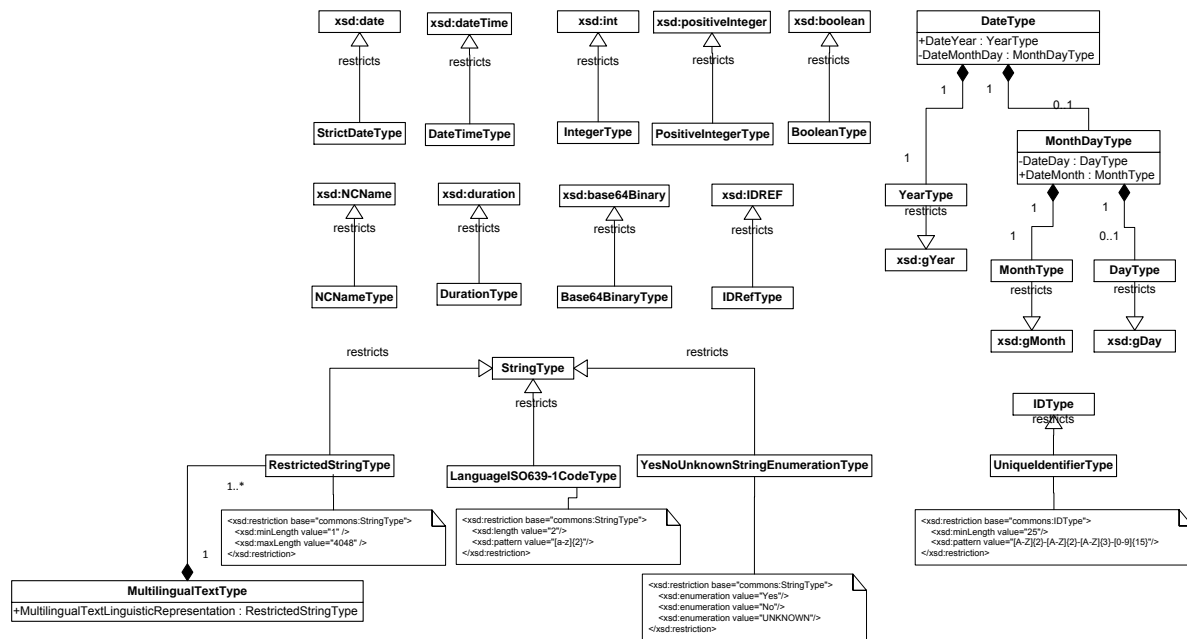 xsd:date
xsd:dateTime
xsd:int
xsd:positiveInteger
xsd:boolean
restricts
restricts
restricts
restricts
restricts
StrictDateType
DateTimeType
IntegerType
PositiveIntegerType
BooleanType
DateType
+DateYear : YearType
-DateMonthDay : MonthDayType
1
1
0..1
1
MonthDayType
-DateDay : DayType
+DateMonth : MonthType
YearType
restricts
xsd:gYear
1
1
1
0..1
MonthType
restricts
xsd:gMonth
DayType
restricts
xsd:gDay
xsd:NCName
xsd:duration
xsd:base64Binary
xsd:IDREF
restricts
restricts
restricts
restricts
NCNameType
DurationType
Base64BinaryType
IDRefType
restricts
StringType
restricts
restricts
IDType
restricts
RestrictedStringType
LanguageISO639-1CodeType
YesNoUnknownStringEnumerationType
UniqueIdentifierType
1..*
<xsd:restriction base="commons:StringType">
<xsd:minLength value="1" />
<xsd:maxLength value="4048" />
</xsd:restriction>
<xsd:restriction base="commons:StringType">
<xsd:length value="2"/>
<xsd:pattern value="[a-z]{2}"/>
</xsd:restriction>
<xsd:restriction base="commons:IDType">
<xsd:minLength value="25"/>
<xsd:pattern value="[A-Z]{2}-[A-Z]{2}-[A-Z]{3}-[0-9]{15}"/>
</xsd:restriction>
1
MultilingualTextType
+MultilingualTextLinguisticRepresentation : RestrictedStringType
<xsd:restriction base="commons:StringType">
<xsd:enumeration value="Yes"/>
<xsd:enumeration value="No"/>
<xsd:enumeration value="UNKNOWN"/>
</xsd:restriction>